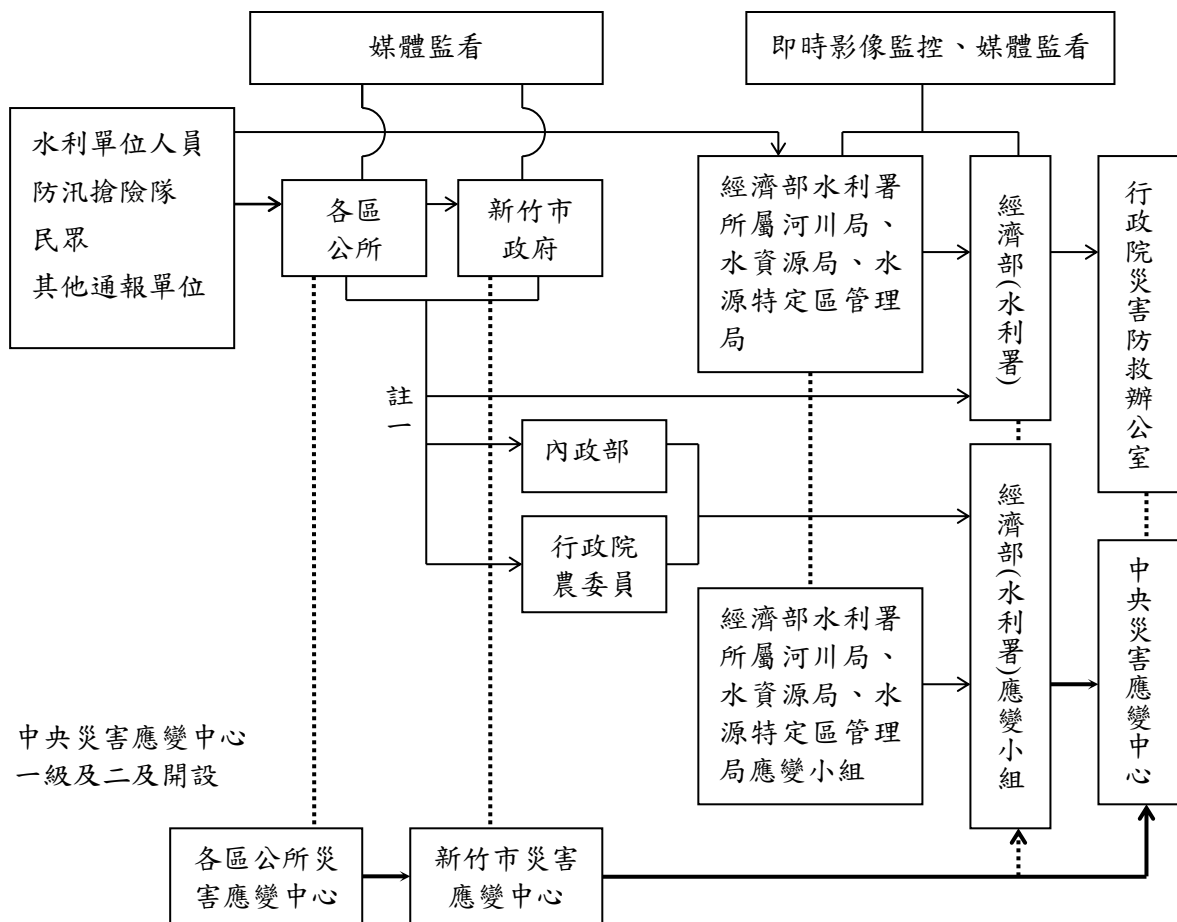 媒體監看
即時影像監控、媒體監看
水利單位人員
防汛搶險隊
民眾
其他通報單位
各區
公所
新竹市
政府
經濟部水利署
所屬河川局、
水資源局、水
源特定區管理
局
經濟部(水利署)
行政院災害防救辦公室
註一
內政部
行政院
農委員
經濟部水利署
所屬河川局、
水資源局、水
源特定區管理
局應變小組
經濟部(水利署)應變小組
中央災害應變中心
中央災害應變中心
一級及二及開設
各區公所災
害應變中心
新竹市災害
應變中心